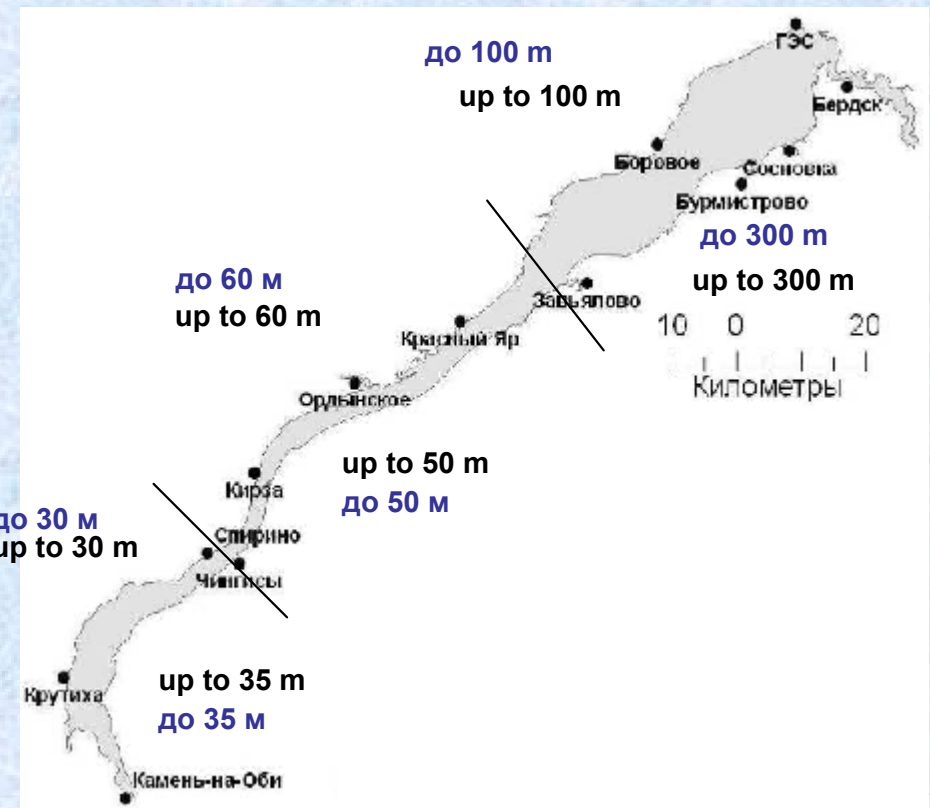 ГЭС
до 100 m
up to 100 m
Бердск
Боровое
Сосновка
Бурмистрово
до 300 m
up to 300 m
до 60 м
up to 60 m
Завьялово
Красный Яр
10 0 20
Километры
Ордынское
up to 50 m
до 50 м
Кирза
до 30 м
up to 30 m
Спирино
Чингисы
up to 35 m
до 35 м
Крутиха
Камень-на-Оби